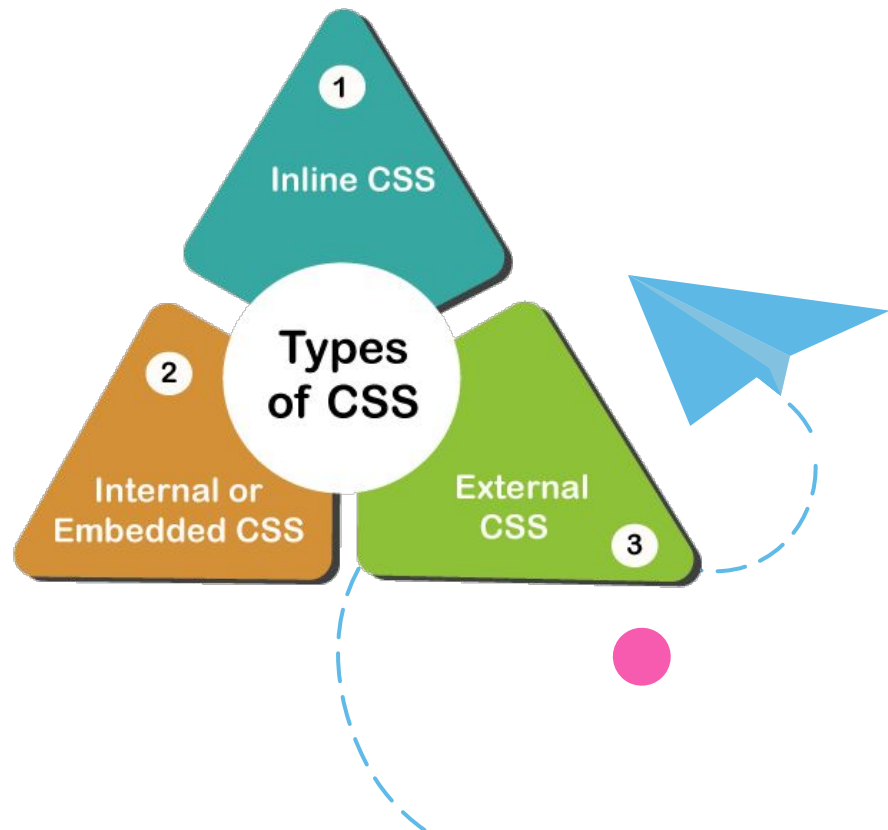 1
Inline CSS
Types
of CSS
2
Internal or
Embedded CSS
External
CSS
3